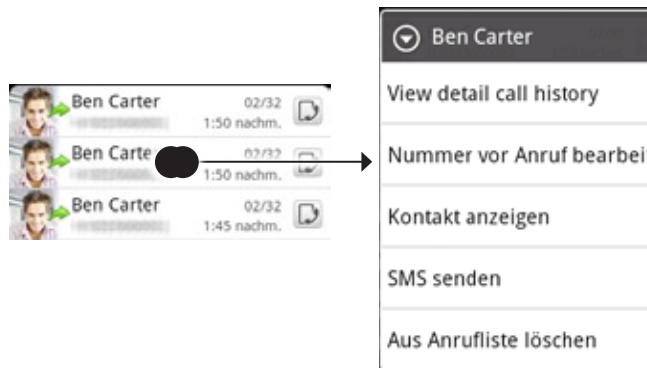 Ben Carter 02/32
1:50 nachm.
Ben Carte 02/32
1:50 nachm.
Ben Carter 02/32
1:45 nachm.
Ben Carter
View detail call history
Nummer vor Anruf bearbeit
Kontakt anzeigen
SMS senden
Aus Anrufliste löschen